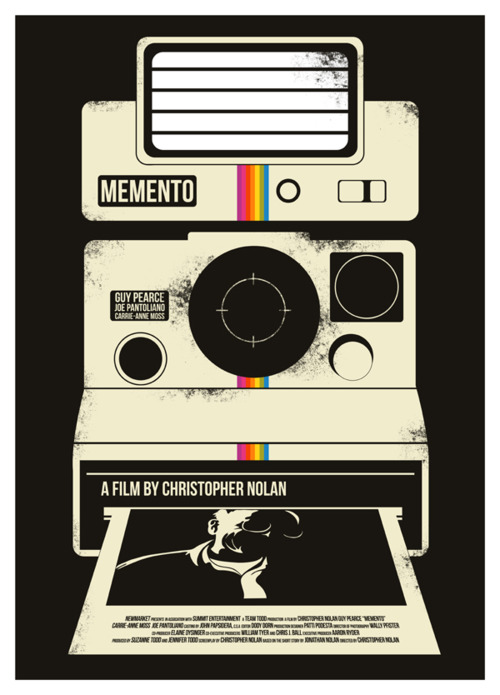 MEMENTO
GUY PEARCE
JOE PANTOLIANO
CARRIE-ANNE MOSS
A FILM BY CHRISTOPHER NOLAN
NEWMARKET PRESENTS IN ASSOCIATION WITH SUMMIT ENTERTAINMENT A TEAM TODD PRODUCTION A FILM BY CHRISTOPHER NOLAN GUY PEARCE "MEMENTO"
CARRIE-ANNE MOSS JOE PANTOLIANO CASTING BY JOHN PAPSIDERA, C.S.A. EDITOR DODY DORN PRODUCTION DESIGNER PATTI PODESTA DIRECTOR OF PHOTOGRAPHY WALLY PFISTER
CO-PRODUCER ELAINE DYSINGER CO-EXECUTIVE PRODUCERS WILLIAM TYRER AND CHRIS J. BALL EXECUTIVE PRODUCER AARON RYDER
PRODUCED BY SUZANNE TODD AND JENNIFER TODD SCREENPLAY BY CHRISTOPHER NOLAN BASED ON THE SHORT STORY BY JONATHAN NOLAN DIRECTED BY CHRISTOPHER NOLAN